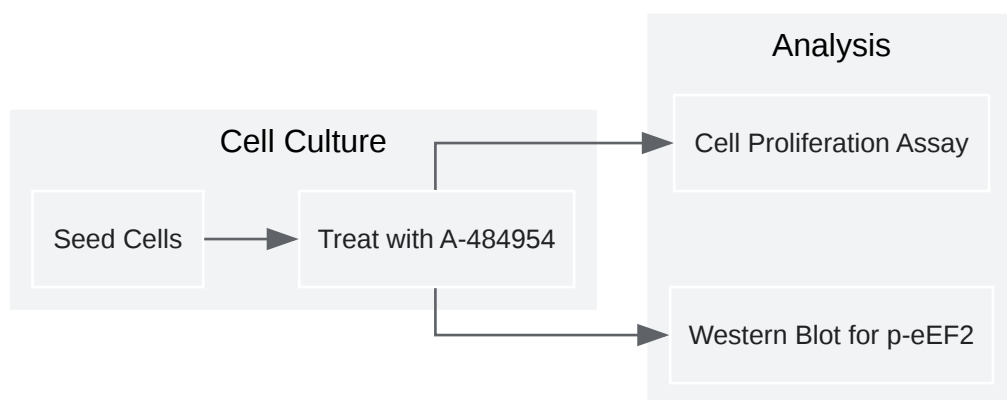 Cell Culture
Seed Cells
Treat with A-484954
Analysis
Cell Proliferation Assay
Western Blot for p-eEF2